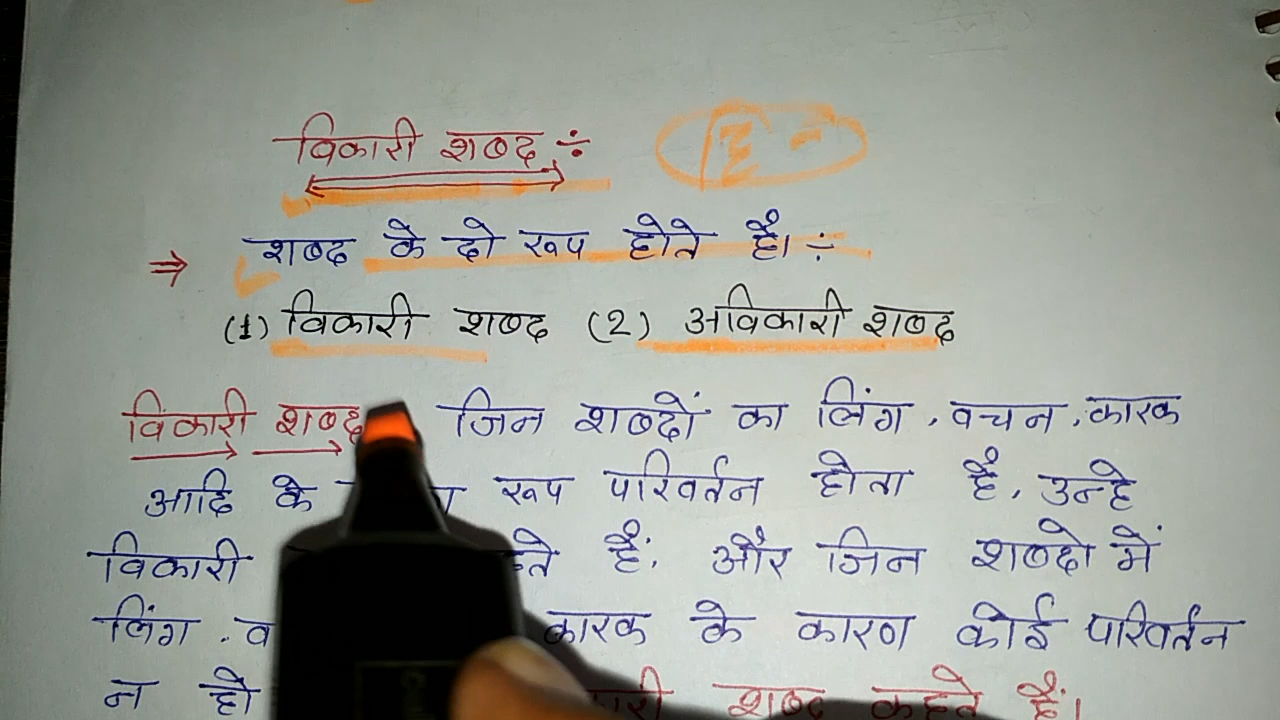 विकारी शब्द ÷
⇒ शब्द के दो रूप होते है। ÷
(1) विकारी शब्द (2) अविकारी शब्द
विकारी शब्द जिन शब्दों का लिंग, वचन, कारक
आदि के रूप परिवर्तन होता है, उन्हे
विकारी हैं, और जिन शब्दो में
लिंग, कारक के कारण कोई परिवर्तन
न हो शब्द कहते हैं।